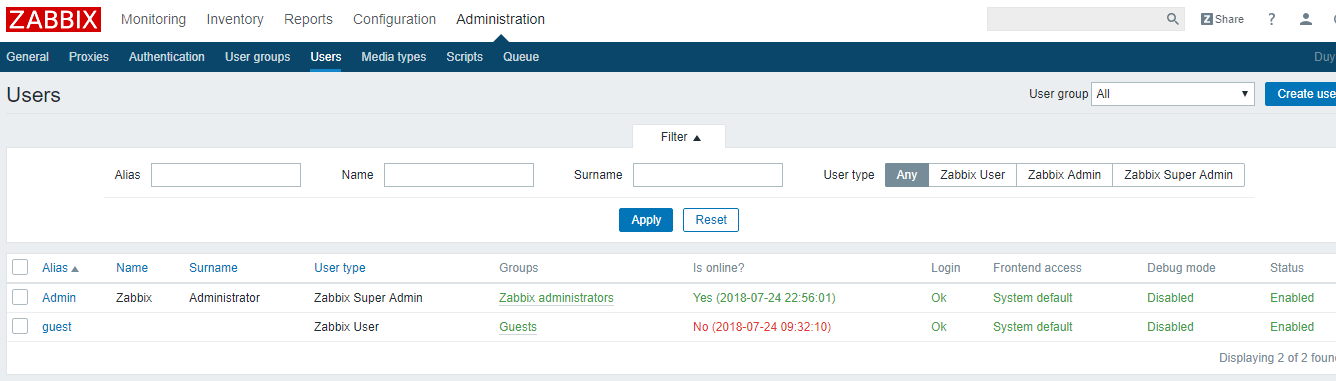 ZABBIX Monitoring Inventory Reports Configuration Administration Share ?
General Proxies Authentication User groups Users Media types Scripts Queue Duy
Users User group All Create use
Filter
Alias Name Surname User type Any Zabbix User Zabbix Admin Zabbix Super Admin
Apply Reset
Alias Name Surname User type Groups Is online? Login Frontend access Debug mode Status
Admin Zabbix Administrator Zabbix Super Admin Zabbix administrators Yes (2018-07-24 22:56:01) Ok System default Disabled Enabled
guest Zabbix User Guests No (2018-07-24 09:32:10) Ok System default Disabled Enabled
Displaying 2 of 2 foun